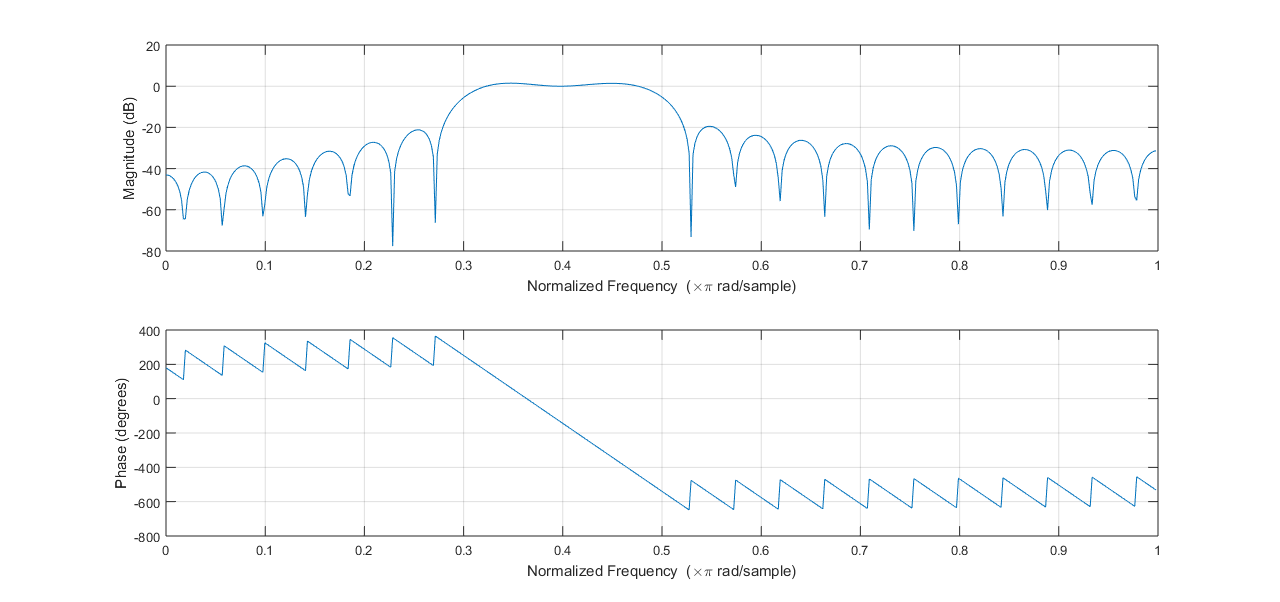 20
0
-20
-40
-60
-80
Magnitude (dB)
0 0.1 0.2 0.3 0.4 0.5 0.6 0.7 0.8 0.9 1
Normalized Frequency (×π rad/sample)
400
200
0
-200
-400
-600
-800
Phase (degrees)
0 0.1 0.2 0.3 0.4 0.5 0.6 0.7 0.8 0.9 1
Normalized Frequency (×π rad/sample)